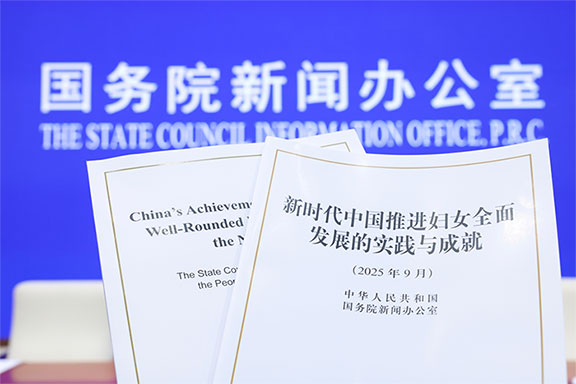 国务院新闻办公室
THE STATE COUNCIL INFORMATION OFFICE, P.R.C
China's
Well-Rounded
the
The State
the
新时代中国推进妇女全面
发展的实践与成就
(2025年9月)
中华人民共和国
国务院新闻办公室